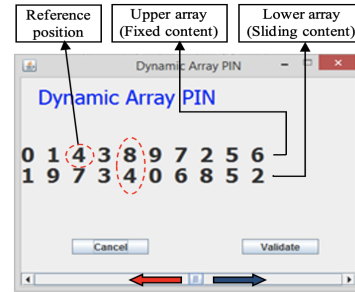 Reference position
Upper array (Fixed content)
Lower array (Sliding content)
Dynamic Array PIN
Dynamic Array PIN
0 1 4 3 8 9 7 2 5 6
1 9 7 3 4 0 6 8 5 2
Cancel
Validate